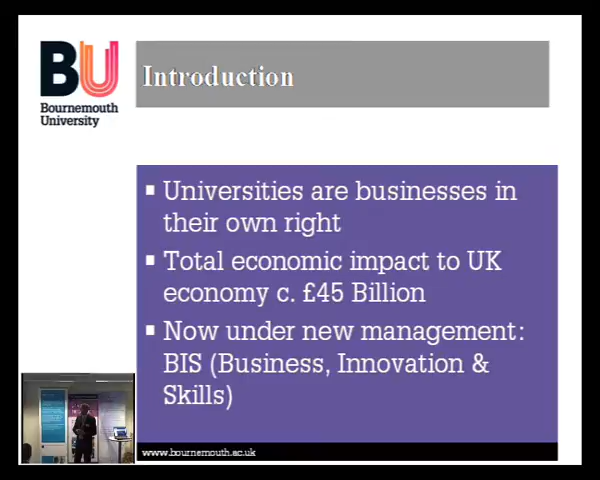 BU
Bournemouth
University
Introduction
▪ Universities are businesses in
their own right
▪ Total economic impact to UK
economy c. £45 Billion
▪ Now under new management:
BIS (Business, Innovation &
Skills)
www.bournemouth.ac.uk